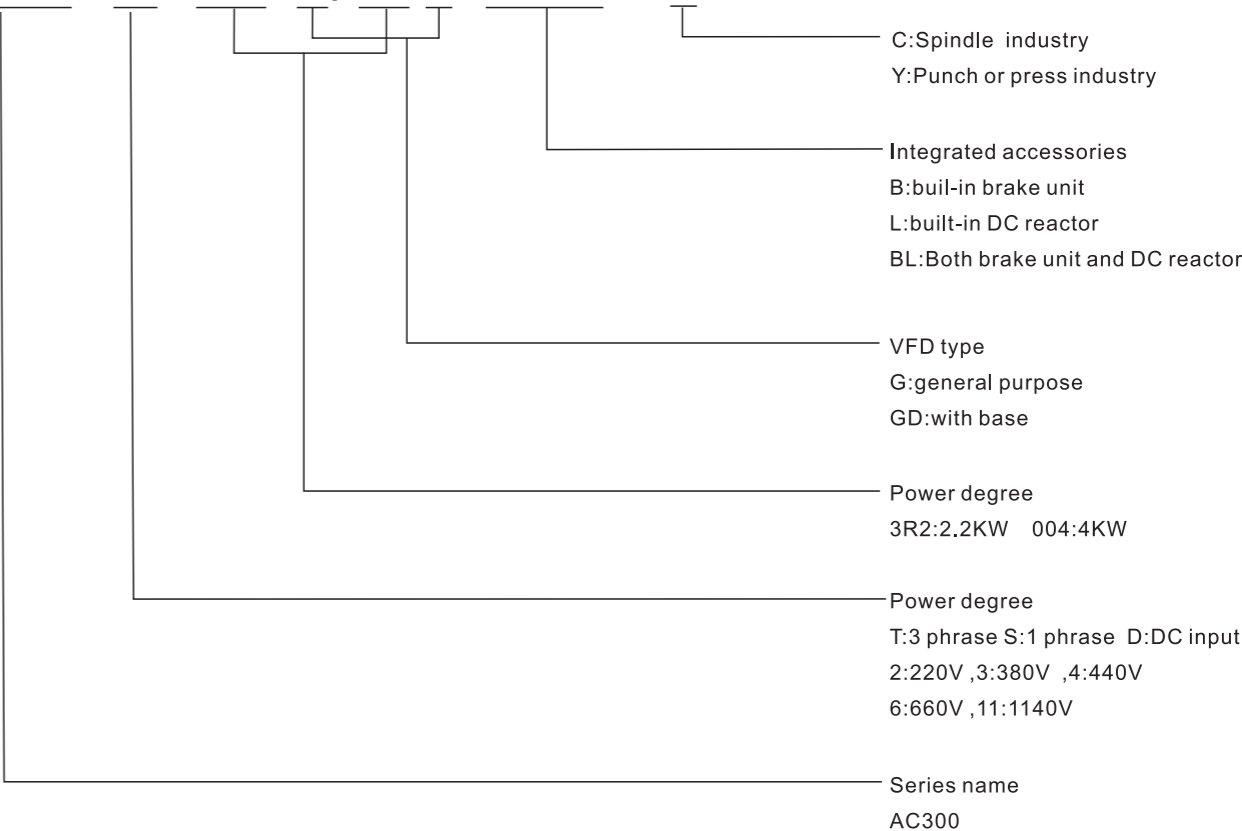 C:Spindle industry
Y:Punch or press industry
Integrated accessories
B:buil-in brake unit
L:built-in DC reactor
BL:Both brake unit and DC reactor
VFD type
G:general purpose
GD:with base
Power degree
3R2:2.2KW 004:4KW
Power degree
T:3 phrase S:1 phrase D:DC input
2:220V ,3:380V ,4:440V
6:660V ,11:1140V
Series name
AC300